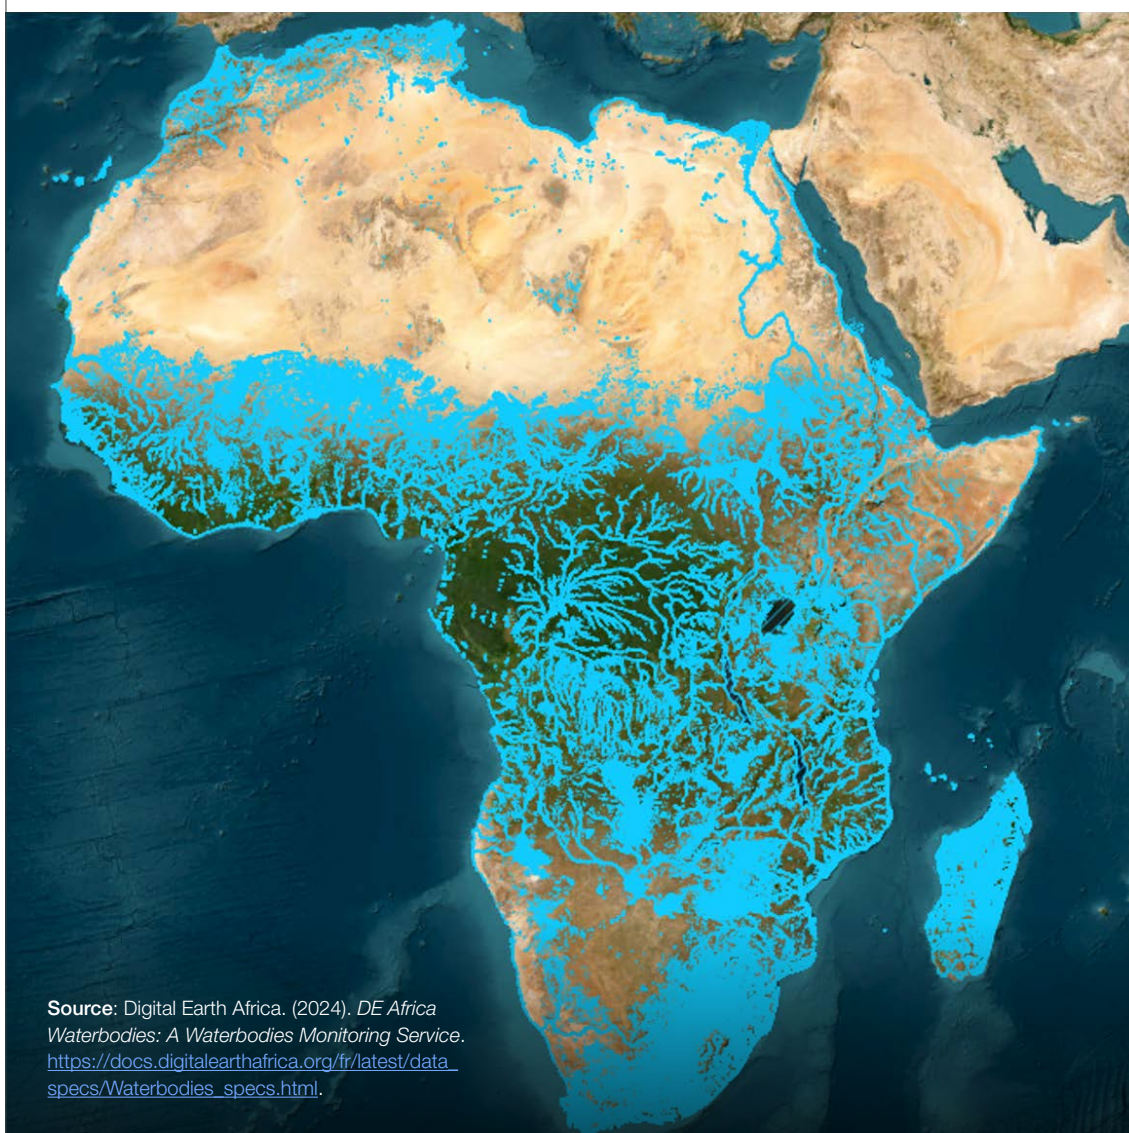 Source: Digital Earth Africa. (2024). DE Africa
Waterbodies: A Waterbodies Monitoring Service.
https://docs.digitalearthafrica.org/fr/latest/data_
specs/Waterbodies_specs.html.